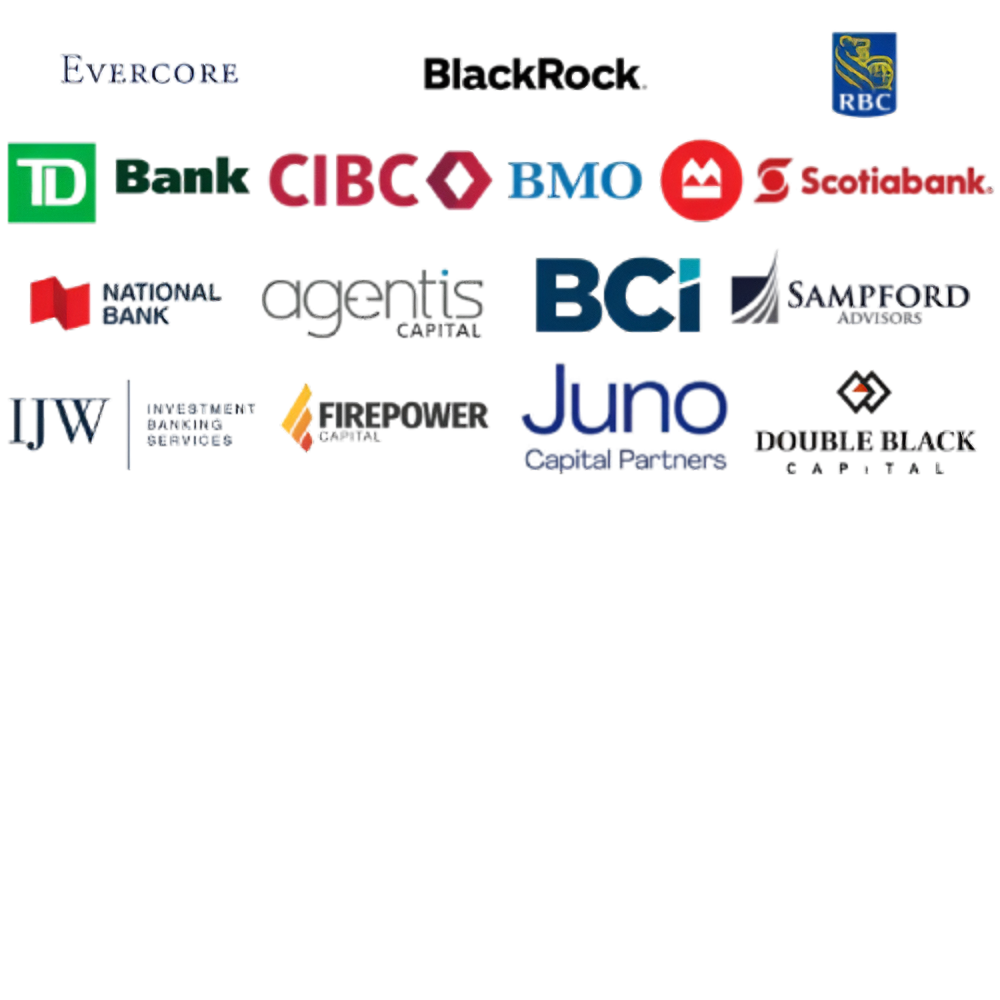 EVERCORE
BlackRock.
RBC
TD Bank
CIBC
BMO
Scotiabank®
NATIONAL
BANK
agentis
CAPITAL
BCi
SAMPFORD
ADVISORS
IJW
INVESTMENT
BANKING
SERVICES
FIREPOWER
CAPITAL
Juno
Capital Partners
DOUBLE BLACK
CAPiTAL